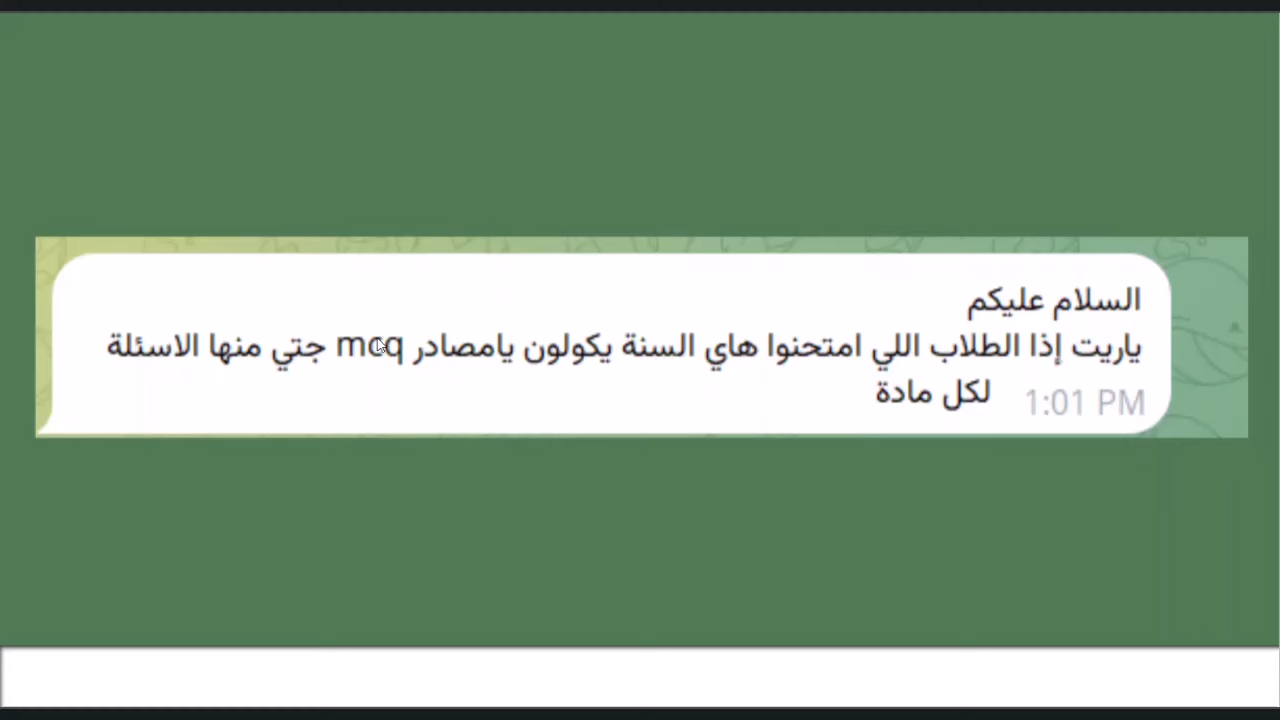 السلام عليكم
ياريت إذا الطلاب اللي امتحنوا هاي السنة يكولون يامصادر mcq جتي منها الاسئلة
لكل مادة
1:01 PM